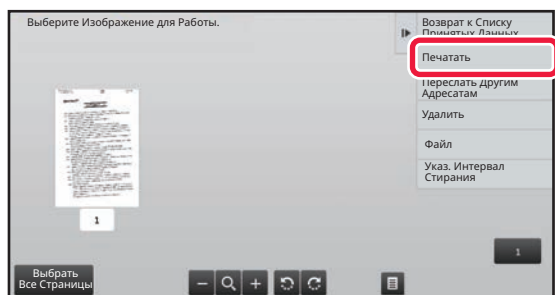 Выберите Изображение для Работы.
Возврат к Списку
Принятых Данных
Печатать
Переслать Другим
Адресатам
Удалить
Файл
Указ. Интервал
Стирания
1
1
Выбрать
Все Страницы